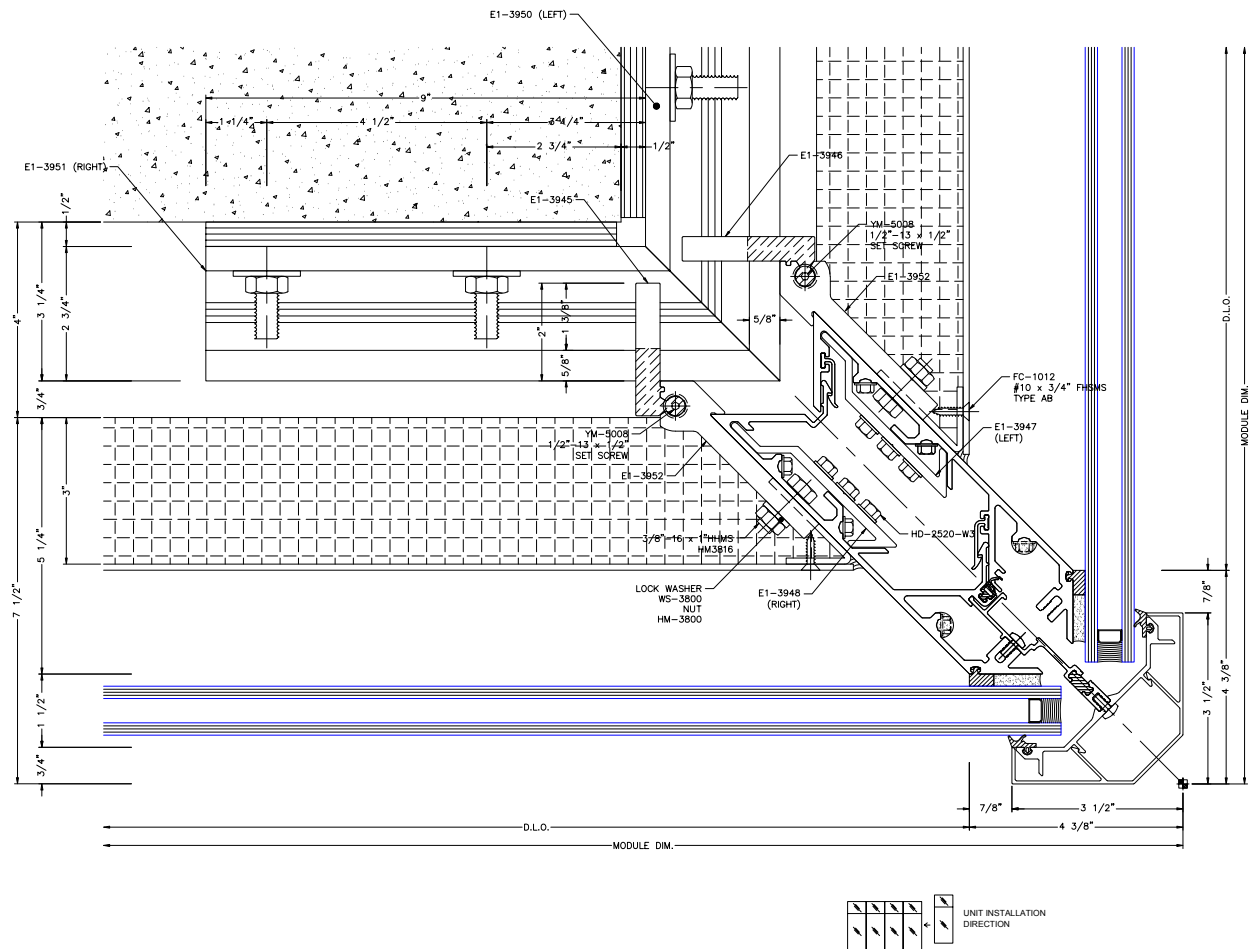 E1-3950 (LEFT)
9"
1 1/4"
4 1/2"
3 1/4"
2 3/4"
1/2"
E1-3951 (RIGHT)
E1-3945
E1-3946
YM-5008
1/2"-13 x 1/2"
SET SCREW
E1-3952
1/2"
4"
3 1/4"
2 3/4"
3/4"
2"
1 3/8"
5/8"
5/8"
FC-1012
#10 x 3/4" FHSMS
TYPE AB
E1-3947
(LEFT)
YM-5008
1/2"-13 x 1/2"
SET SCREW
E1-3952
3"
5 1/4"
7 1/2"
1 1/2"
3/4"
3/8"-16 x 1"HHMS
HM3816
HD-2520-W3
LOCK WASHER
WS-3800
NUT
HM-3800
E1-3948
(RIGHT)
D.L.O.
MODULE DIM.
7/8"
3 1/2"
4 3/8"
7/8"
3 1/2"
D.L.O.
4 3/8"
MODULE DIM.
UNIT INSTALLATION
DIRECTION